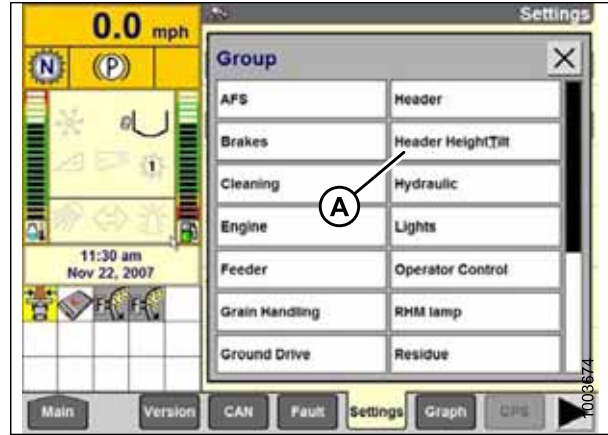 0.0 mph
Settings
N
(P)
1
11:30 am
Nov 22, 2007
F
F
Group
AFS
Header
Brakes
Header Height\Tilt
Cleaning
Hydraulic
A
Engine
Lights
Feeder
Operator Control
Grain Handling
RHM lamp
Ground Drive
Residue
Main
Version
CAN
Fault
Settings
Graph
GPS
1003674